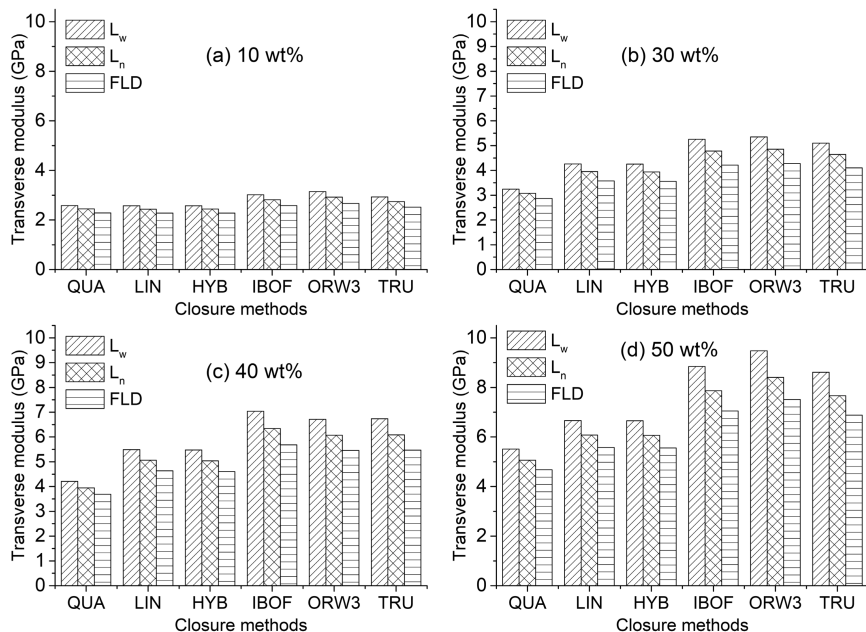 10
8
6
4
2
0
Transverse modulus (GPa)
L_w
L_n
FLD
(a) 10 wt%
QUA LIN HYB IBOF ORW3 TRU
Closure methods
10
9
8
7
6
5
4
3
2
1
0
Transverse modulus (GPa)
L_w
L_n
FLD
(b) 30 wt%
QUA LIN HYB IBOF ORW3 TRU
Closure methods
10
9
8
7
6
5
4
3
2
1
0
Transverse modulus (GPa)
L_w
L_n
FLD
(c) 40 wt%
QUA LIN HYB IBOF ORW3 TRU
Closure methods
10
8
6
4
2
0
Transverse modulus (GPa)
L_w
L_n
FLD
(d) 50 wt%
QUA LIN HYB IBOF ORW3 TRU
Closure methods